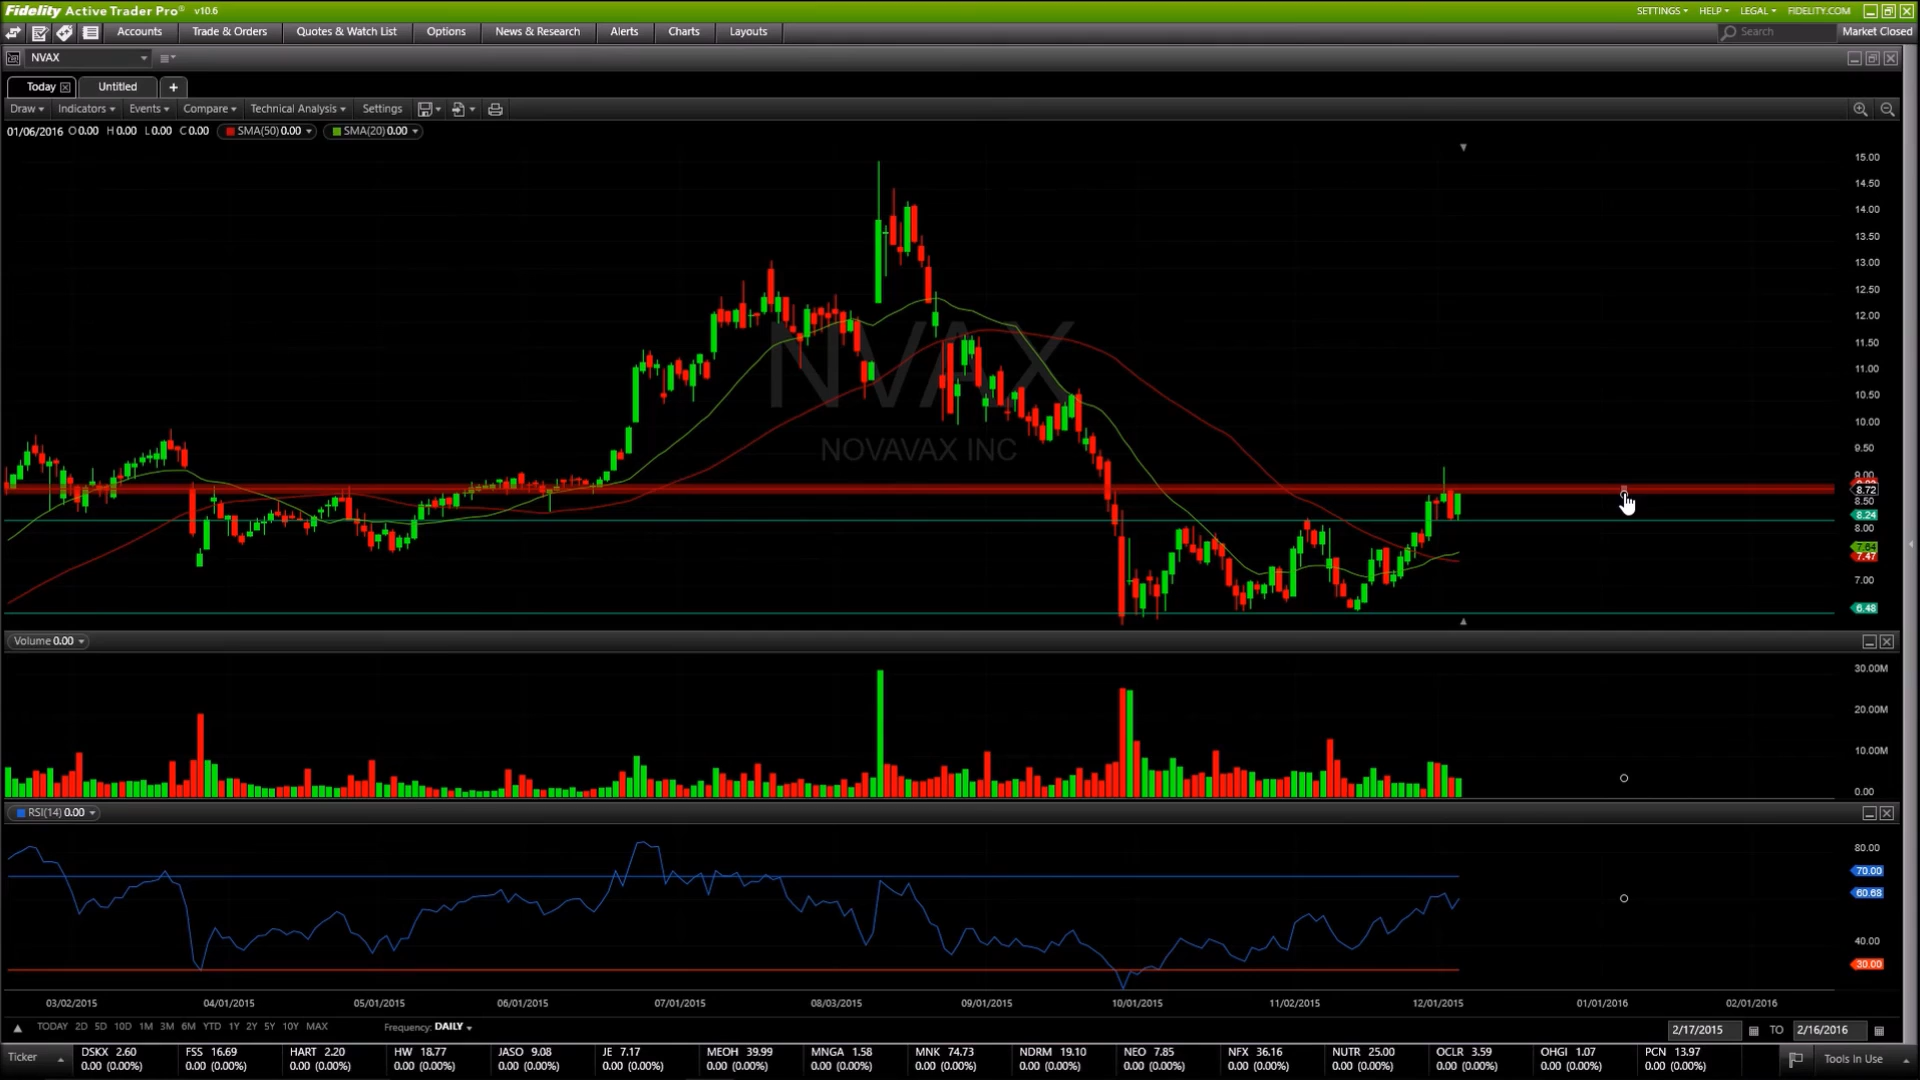 Fidelity Active Trader Pro® v10.6 SETTINGS HELP LEGAL FIDELITY.COM
Accounts Trade & Orders Quotes & Watch List Options News & Research Alerts Charts Layouts Search Market Closed
NVAX
Today Untitled +
Draw Indicators Events Compare Technical Analysis Settings
01/06/2016 O 0.00 H 0.00 L 0.00 C 0.00 SMA(50) 0.00 SMA(20) 0.00
15.00
14.50
14.00
13.50
13.00
12.50
12.00
11.50
11.00
10.50
10.00
9.50
9.00
8.72
8.50
8.24
8.00
7.64
7.47
7.00
6.48
NVAX
NOVAVAX INC
Volume 0.00
30.00M
20.00M
10.00M
0.00
RSI(14) 0.00
80.00
70.00
60.68
40.00
30.00
03/02/2015 04/01/2015 05/01/2015 06/01/2015 07/01/2015 08/03/2015 09/01/2015 10/01/2015 11/02/2015 12/01/2015 01/01/2016 02/01/2016
TODAY 2D 5D 10D 1M 3M 6M YTD 1Y 2Y 5Y 10Y MAX Frequency: DAILY 2/17/2015 TO 2/16/2016
Ticker DSKX 2.60 FSS 16.69 HART 2.20 HW 18.77 JASO 9.08 JE 7.17 MEOH 39.99 MNGA 1.58 MNK 74.73 NDRM 19.10 NEO 7.85 NFX 36.16 NUTR 25.00 OCLR 3.59 OHGI 1.07 PCN 13.97 Tools In Use
0.00 (0.00%) 0.00 (0.00%) 0.00 (0.00%) 0.00 (0.00%) 0.00 (0.00%) 0.00 (0.00%) 0.00 (0.00%) 0.00 (0.00%) 0.00 (0.00%) 0.00 (0.00%) 0.00 (0.00%) 0.00 (0.00%) 0.00 (0.00%) 0.00 (0.00%) 0.00 (0.00%) 0.00 (0.00%)